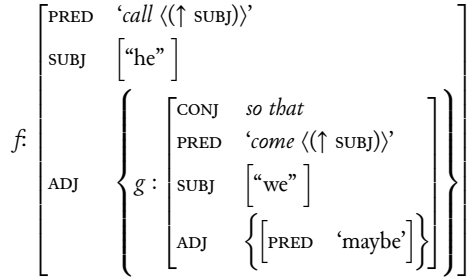 PRED ‘call ⟨(↑ SUBJ)⟩’
SUBJ [“he”]
f: ADJ { g : CONJ so that
PRED ‘come ⟨(↑ SUBJ)⟩’
SUBJ [“we”]
ADJ {[PRED ‘maybe’]}